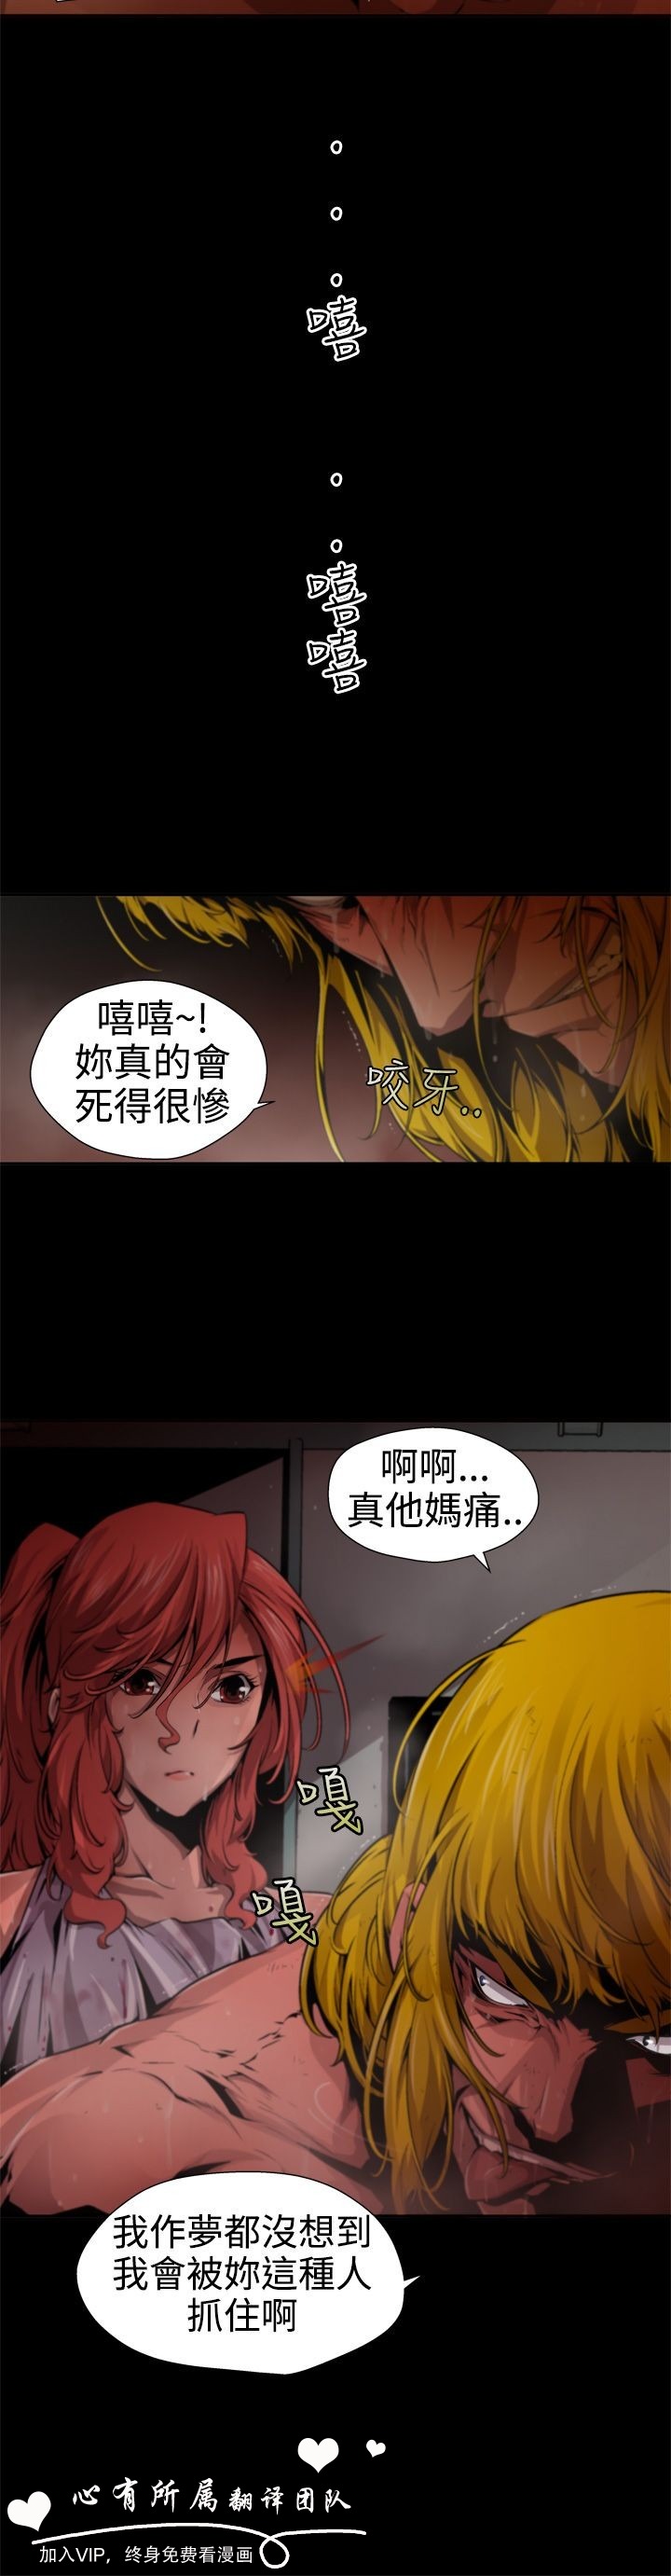 。
。
。
嘻
。
。
嘻
嘻
嘻嘻~!
妳真的會
死得很慘
咬牙..
啊啊...
真他媽痛..
嘎
嘎
我作夢都沒想到
我會被妳這種人
抓住啊
心有所属翻译团队
加入VIP，终身免费看漫画